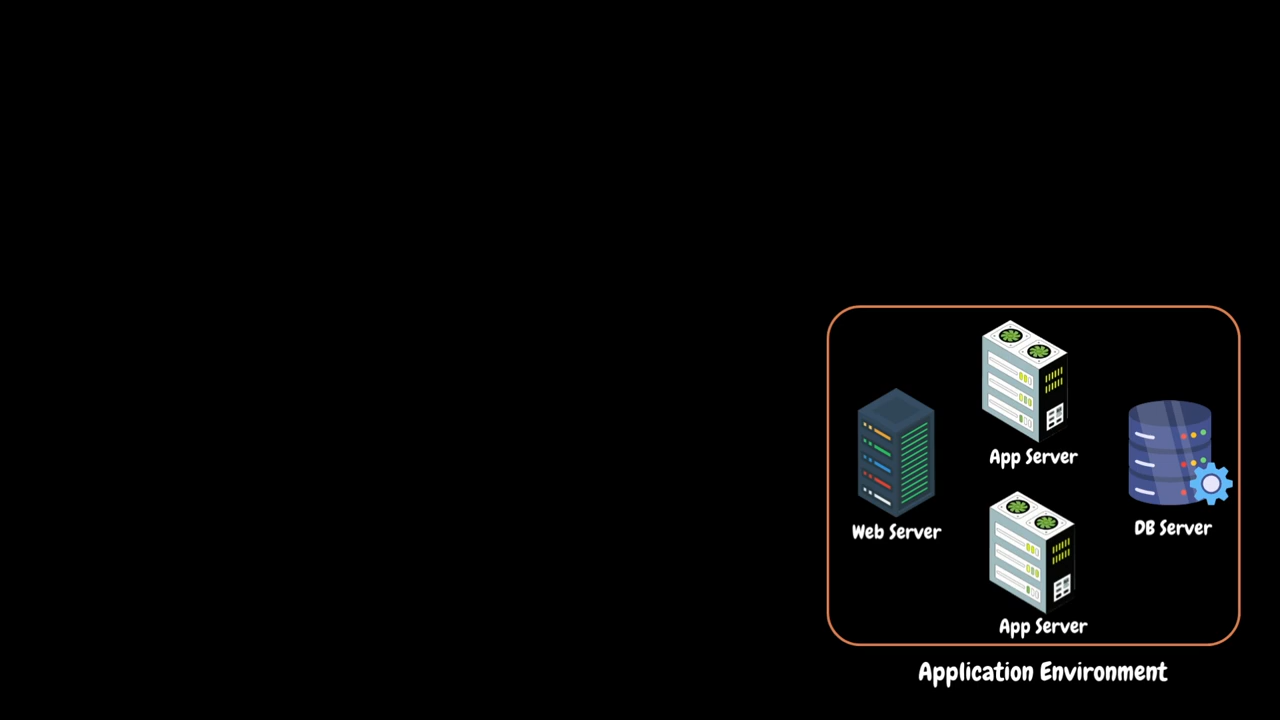 App Server
Web Server
DB Server
App Server
Application Environment